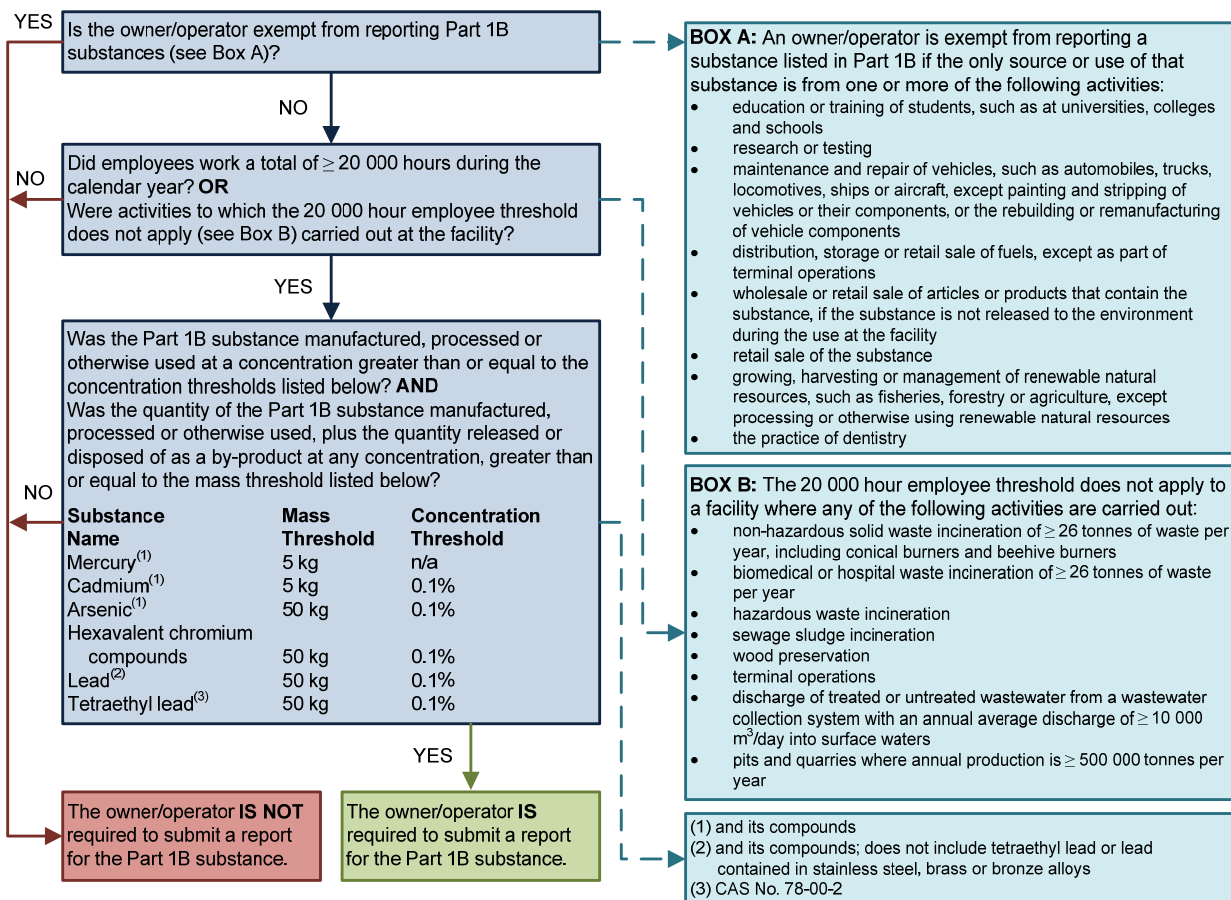 YES
Is the owner/operator exempt from reporting Part 1B
substances (see Box A)?
NO
NO
Did employees work a total of ≥ 20 000 hours during the
calendar year? OR
Were activities to which the 20 000 hour employee threshold
does not apply (see Box B) carried out at the facility?
YES
NO
Was the Part 1B substance manufactured, processed or
otherwise used at a concentration greater than or equal to the
concentration thresholds listed below? AND
Was the quantity of the Part 1B substance manufactured,
processed or otherwise used, plus the quantity released or
disposed of as a by-product at any concentration, greater than
or equal to the mass threshold listed below?
Substance Mass Concentration
Name Threshold Threshold
Mercury(1) 5 kg n/a
Cadmium(1) 5 kg 0.1%
Arsenic(1) 50 kg 0.1%
Hexavalent chromium
compounds 50 kg 0.1%
Lead(2) 50 kg 0.1%
Tetraethyl lead(3) 50 kg 0.1%
YES
The owner/operator IS NOT
required to submit a report
for the Part 1B substance.
The owner/operator IS
required to submit a report
for the Part 1B substance.
BOX A: An owner/operator is exempt from reporting a
substance listed in Part 1B if the only source or use of that
substance is from one or more of the following activities:
• education or training of students, such as at universities, colleges
and schools
• research or testing
• maintenance and repair of vehicles, such as automobiles, trucks,
locomotives, ships or aircraft, except painting and stripping of
vehicles or their components, or the rebuilding or remanufacturing
of vehicle components
• distribution, storage or retail sale of fuels, except as part of
terminal operations
• wholesale or retail sale of articles or products that contain the
substance, if the substance is not released to the environment
during the use at the facility
• retail sale of the substance
• growing, harvesting or management of renewable natural
resources, such as fisheries, forestry or agriculture, except
processing or otherwise using renewable natural resources
• the practice of dentistry
BOX B: The 20 000 hour employee threshold does not apply to
a facility where any of the following activities are carried out:
• non-hazardous solid waste incineration of ≥ 26 tonnes of waste per
year, including conical burners and beehive burners
• biomedical or hospital waste incineration of ≥ 26 tonnes of waste
per year
• hazardous waste incineration
• sewage sludge incineration
• wood preservation
• terminal operations
• discharge of treated or untreated wastewater from a wastewater
collection system with an annual average discharge of ≥ 10 000
m³/day into surface waters
• pits and quarries where annual production is ≥ 500 000 tonnes per
year
(1) and its compounds
(2) and its compounds; does not include tetraethyl lead or lead
contained in stainless steel, brass or bronze alloys
(3) CAS No. 78-00-2